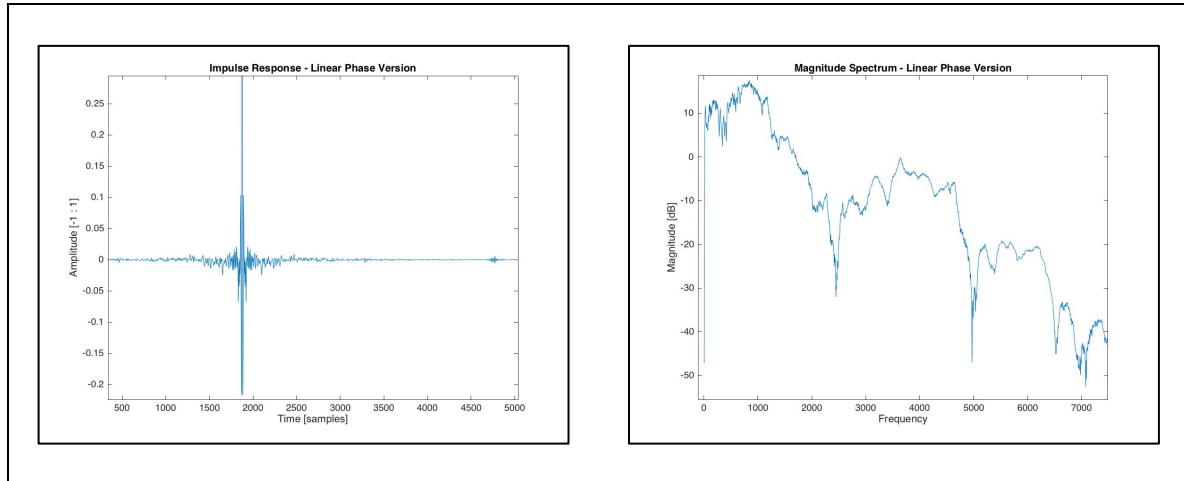 Impulse Response - Linear Phase Version
0.25
0.2
0.15
0.1
0.05
0
-0.05
-0.1
-0.15
-0.2
Amplitude [-1 : 1]
500 1000 1500 2000 2500 3000 3500 4000 4500 5000
Time [samples]
Magnitude Spectrum - Linear Phase Version
10
0
-10
-20
-30
-40
-50
Magnitude [dB]
0 1000 2000 3000 4000 5000 6000 7000
Frequency